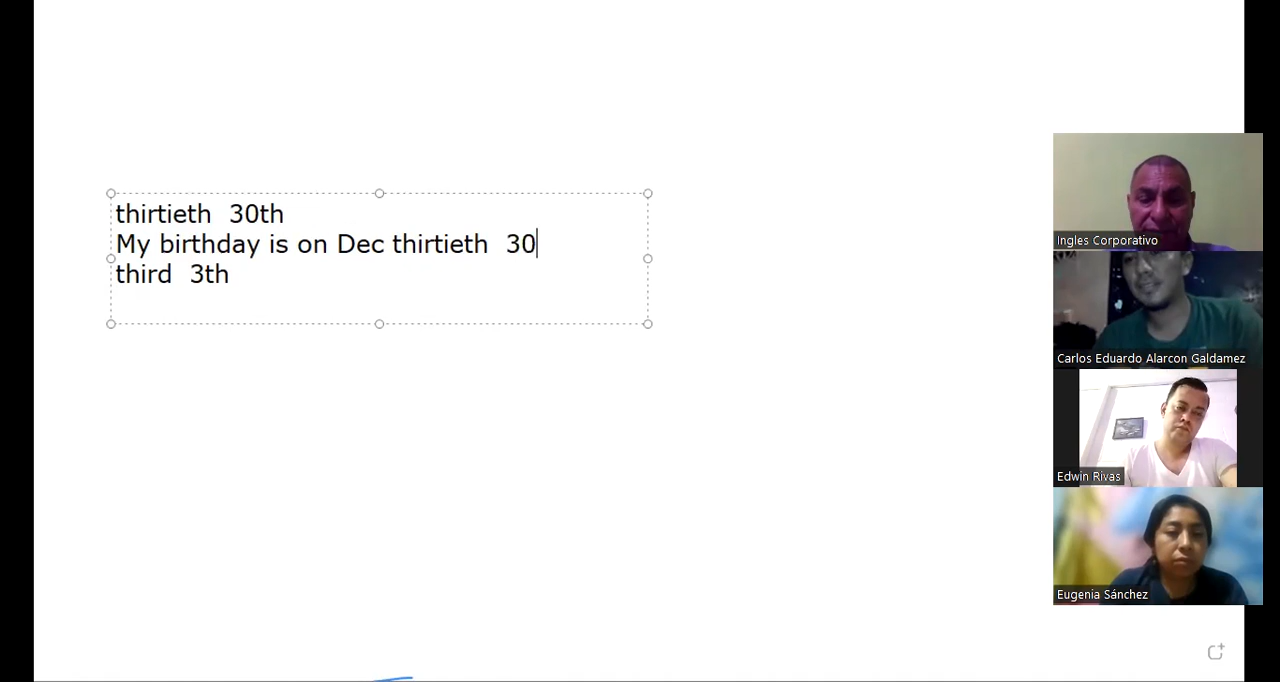 thirtieth 30th
My birthday is on Dec thirtieth 30
third 3th
Ingles Corporativo
Carlos Eduardo Alarcon Galdamez
Edwin Rivas
Eugenia Sánchez